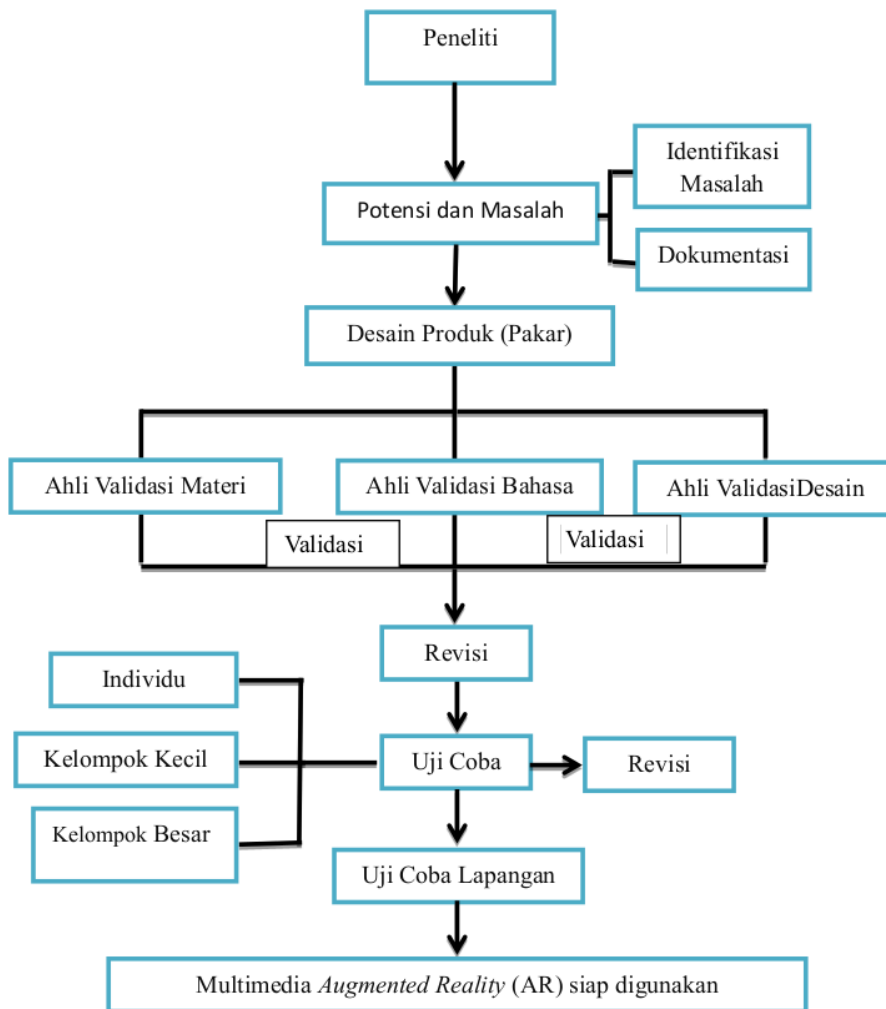 Peneliti
Identifikasi
Masalah
Potensi dan Masalah
Dokumentasi
Desain Produk (Pakar)
Ahli Validasi Materi
Ahli Validasi Bahasa
Ahli ValidasiDesain
Validasi
Validasi
Revisi
Individu
Kelompok Kecil
Uji Coba
Revisi
Kelompok Besar
Uji Coba Lapangan
Multimedia Augmented Reality (AR) siap digunakan